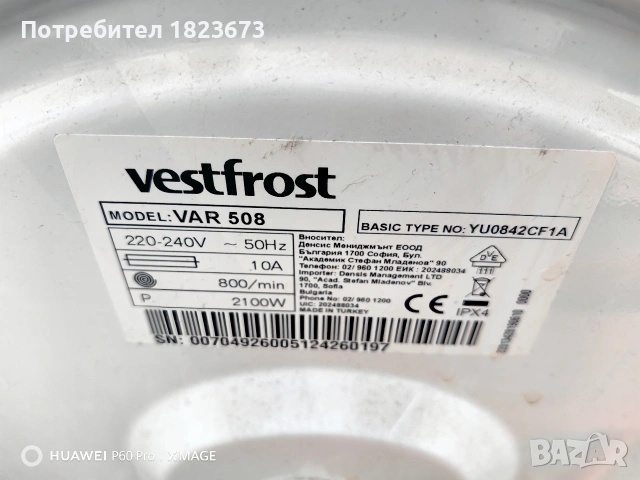 Потребител 1823673
vestfrost
MODEL: VAR 508
BASIC TYPE NO: YU0842CF1A
220-240V ~ 50Hz
10A
800/min
P 2100W
Вносител:
Денсис Мениджмънт ЕООД
България 1700 София, Бул.
"Академик Стефан Младенов" 90
Телефон: 02/ 960 1200 ЕИК : 202488034
Importer: Densis Management LTD
90, "Acad. Stefan Mladenov" Blv.
1700, Sofia
Bulgaria
Phone No: 02/ 960 1200
ID: 202488034
MADE IN TURKEY
CE IPX4
SN: 00704926005124260197
HUAWEI P60 Pro XMAGE
BAZAR